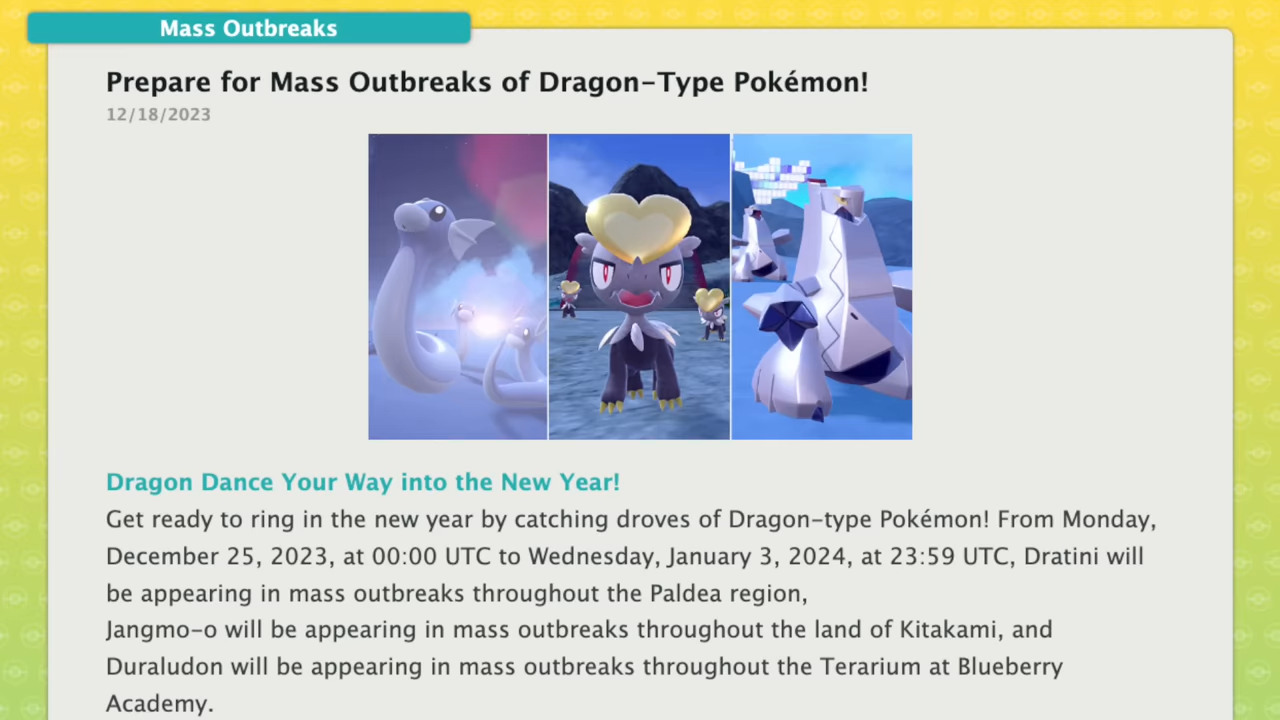 Mass Outbreaks
Prepare for Mass Outbreaks of Dragon-Type Pokémon!
12/18/2023
Dragon Dance Your Way into the New Year!
Get ready to ring in the new year by catching droves of Dragon-type Pokémon! From Monday,
December 25, 2023, at 00:00 UTC to Wednesday, January 3, 2024, at 23:59 UTC, Dratini will
be appearing in mass outbreaks throughout the Paldea region,
Jangmo-o will be appearing in mass outbreaks throughout the land of Kitakami, and
Duraludon will be appearing in mass outbreaks throughout the Terarium at Blueberry
Academy.